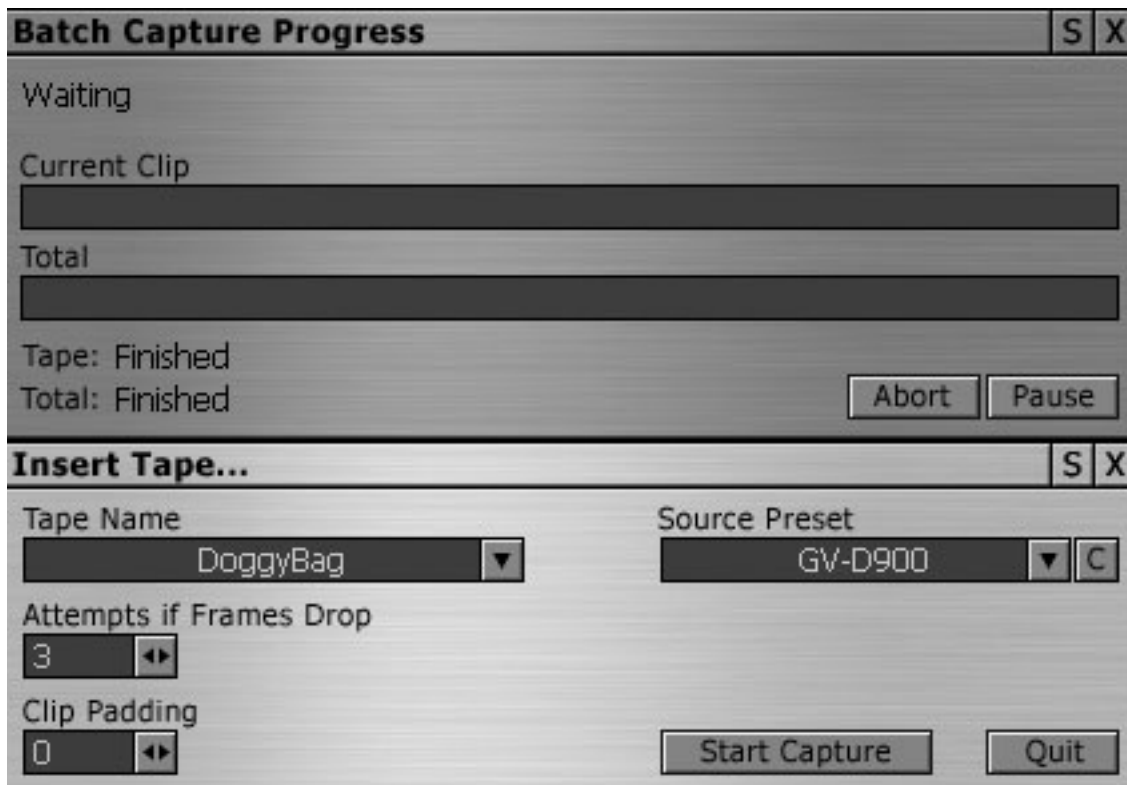 Batch Capture Progress S X
Waiting
Current Clip
Total
Tape: Finished
Total: Finished
Abort Pause
Insert Tape... S X
Tape Name Source Preset
DoggyBag GV-D900 C
Attempts if Frames Drop
3
Clip Padding
0 Start Capture Quit